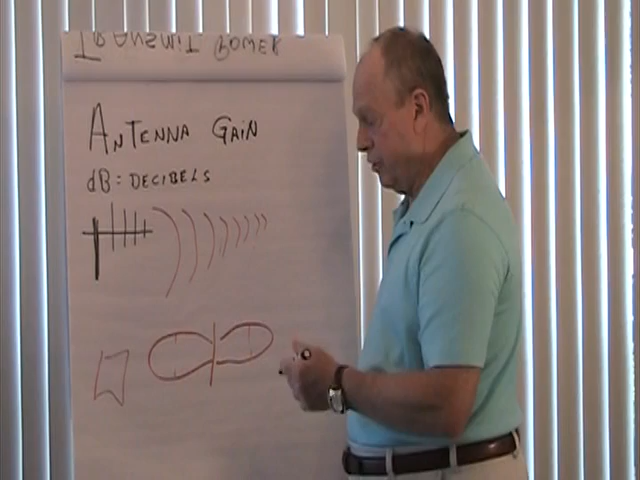 TRANSMIT POWER
ANTENNA GAIN
dB = DECIBELS